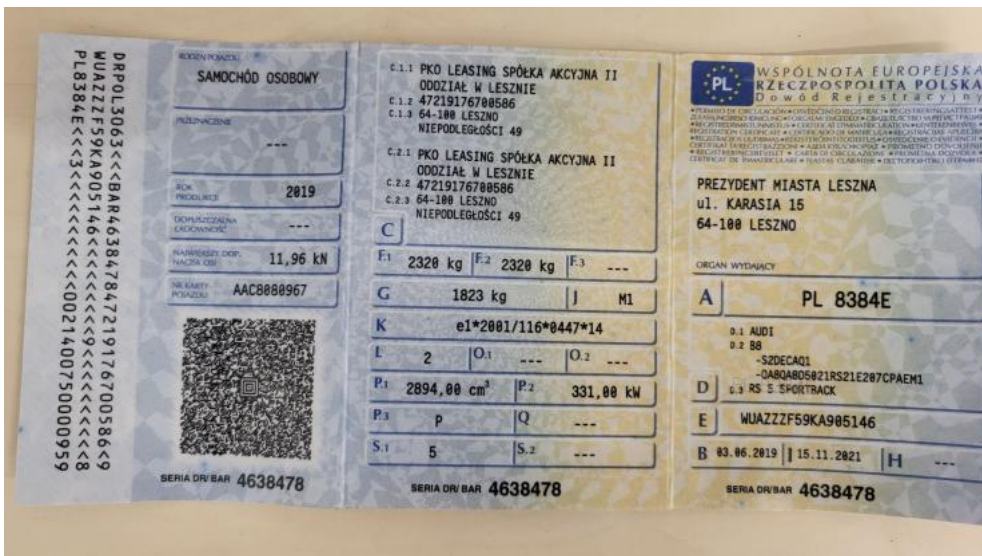 DRPOL3063<<<BAR46384784721917670058​6<9
WUAZZZF59KA905146<<<<<<<<9<<<<<<<<<8
PL8384E<<<3<<<<<<<<<0021400750000959
RODZAJ POJAZDU
SAMOCHÓD OSOBOWY
PRZEZNACZENIE
---
ROK PRODUKCJI
2019
DOPUSZCZALNA ŁADOWNOŚĆ
---
NAJWIĘKSZY DOP. NACISK OSI
11,96 kN
NR KARTY POJAZDU
AAC8080967
SERIA DR/BAR 4638478
C.1.1 PKO LEASING SPÓŁKA AKCYJNA II
ODDZIAŁ W LESZNIE
C.1.2 47219176700586
C.1.3 64-100 LESZNO
NIEPODLEGŁOŚCI 49
C.2.1 PKO LEASING SPÓŁKA AKCYJNA II
ODDZIAŁ W LESZNIE
C.2.2 47219176700586
C.2.3 64-100 LESZNO
NIEPODLEGŁOŚCI 49
C
F.1 2320 kg F.2 2320 kg F.3 ---
G 1823 kg J M1
K e1*2001/116*0447*14
L 2 O.1 --- O.2 ---
P.1 2894,00 cm³ P.2 331,00 kW
P.3 P Q ---
S.1 5 S.2 ---
SERIA DR/BAR 4638478
PL
WSPÓLNOTA EUROPEJSKA
RZECZPOSPOLITA POLSKA
Dowód Rejestracyjny
PREZYDENT MIASTA LESZNA
ul. KARASIA 15
64-100 LESZNO
ORGAN WYDAJĄCY
A PL 8384E
D.1 AUDI
D.2 B8
-S2DECAQ1
-QA8QA8D5021RS21E207CPAEM1
D D.3 RS 5 SPORTBACK
E WUAZZZF59KA905146
B 03.06.2019 I 15.11.2021 H ---
SERIA DR/BAR 4638478